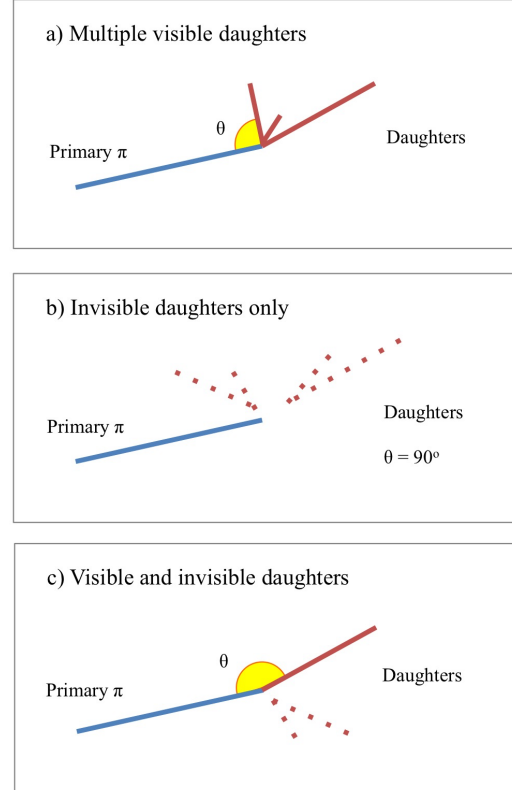 a) Multiple visible daughters
θ
Daughters
Primary π
b) Invisible daughters only
Daughters
Primary π
θ = 90º
c) Visible and invisible daughters
θ
Daughters
Primary π